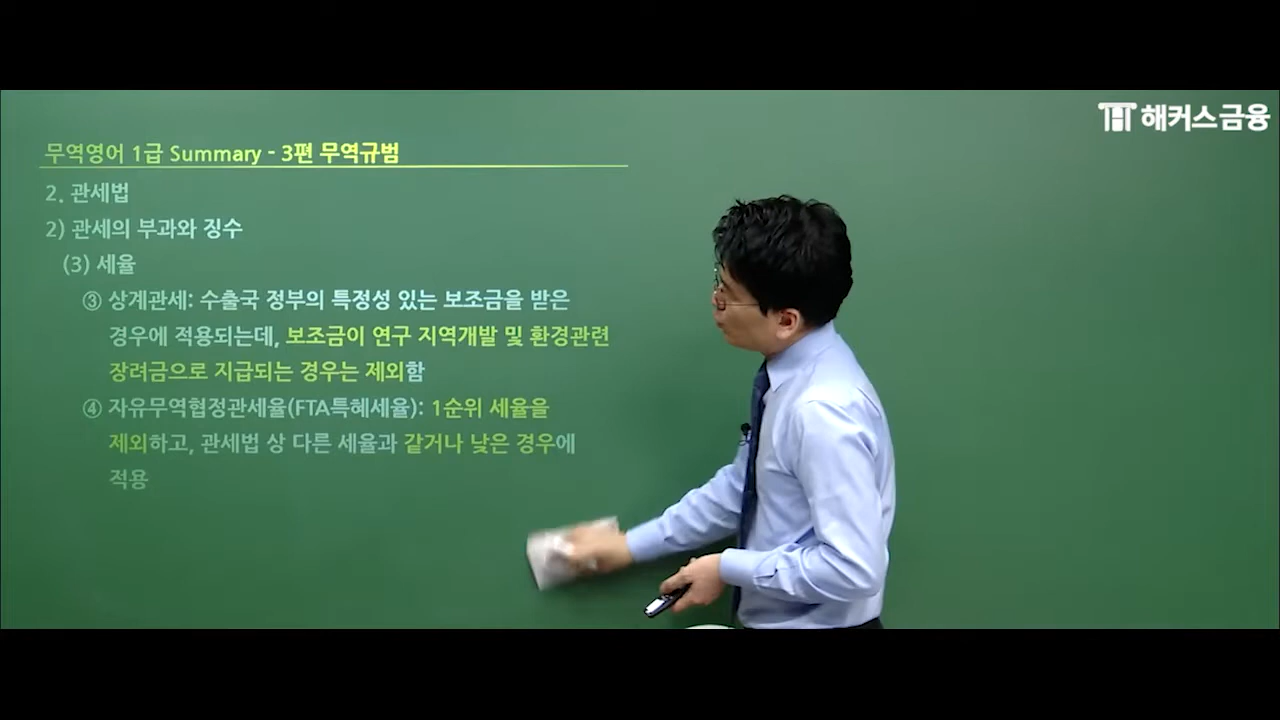 해커스금융
무역영어 1급 Summary - 3편 무역규범
2. 관세법
2) 관세의 부과와 징수
(3) 세율
③ 상계관세: 수출국 정부의 특정성 있는 보조금을 받은
경우에 적용되는데, 보조금이 연구 지역개발 및 환경관련
장려금으로 지급되는 경우는 제외함
④ 자유무역협정관세율(FTA특혜세율): 1순위 세율을
제외하고, 관세법 상 다른 세율과 같거나 낮은 경우에
적용